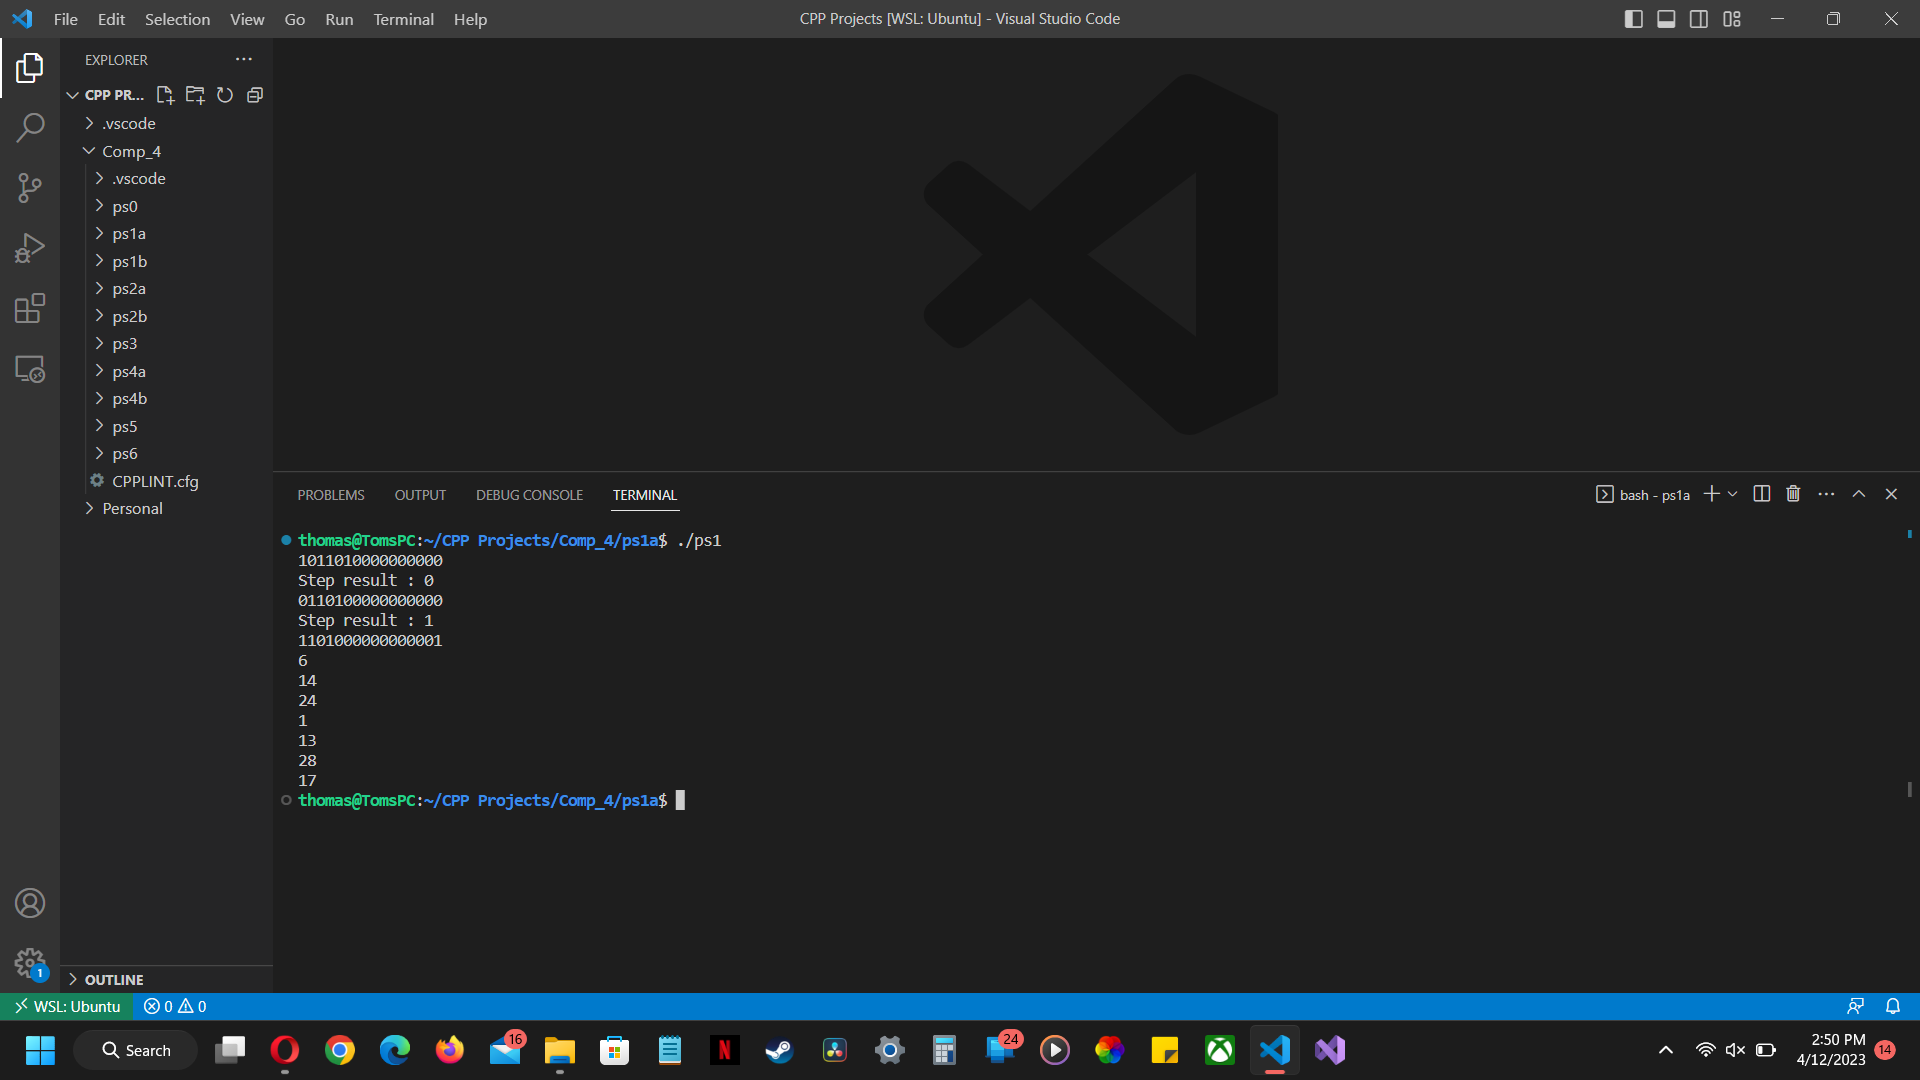 File Edit Selection View Go Run Terminal Help
CPP Projects [WSL: Ubuntu] - Visual Studio Code
EXPLORER
CPP PR...
.vscode
Comp_4
.vscode
ps0
ps1a
ps1b
ps2a
ps2b
ps3
ps4a
ps4b
ps5
ps6
CPPLINT.cfg
Personal
OUTLINE
PROBLEMS OUTPUT DEBUG CONSOLE TERMINAL
bash - ps1a
thomas@TomsPC:~/CPP Projects/Comp_4/ps1a$ ./ps1
1011010000000000
Step result : 0
0110100000000000
Step result : 1
1101000000000001
6
14
24
1
13
28
17
thomas@TomsPC:~/CPP Projects/Comp_4/ps1a$
1
WSL: Ubuntu 0 0
Search
16
N
24
2:50 PM
4/12/2023
14